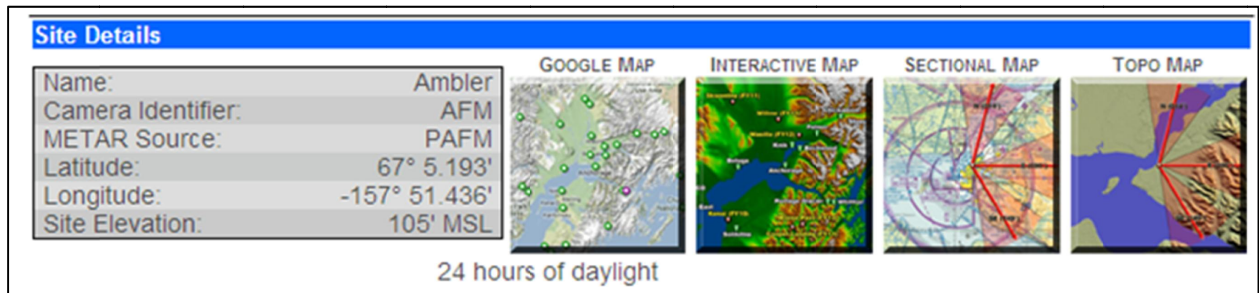 Site Details
Name: Ambler
Camera Identifier: AFM
METAR Source: PAFM
Latitude: 67° 5.193'
Longitude: -157° 51.436'
Site Elevation: 105' MSL
GOOGLE MAP INTERACTIVE MAP SECTIONAL MAP TOPO MAP
24 hours of daylight